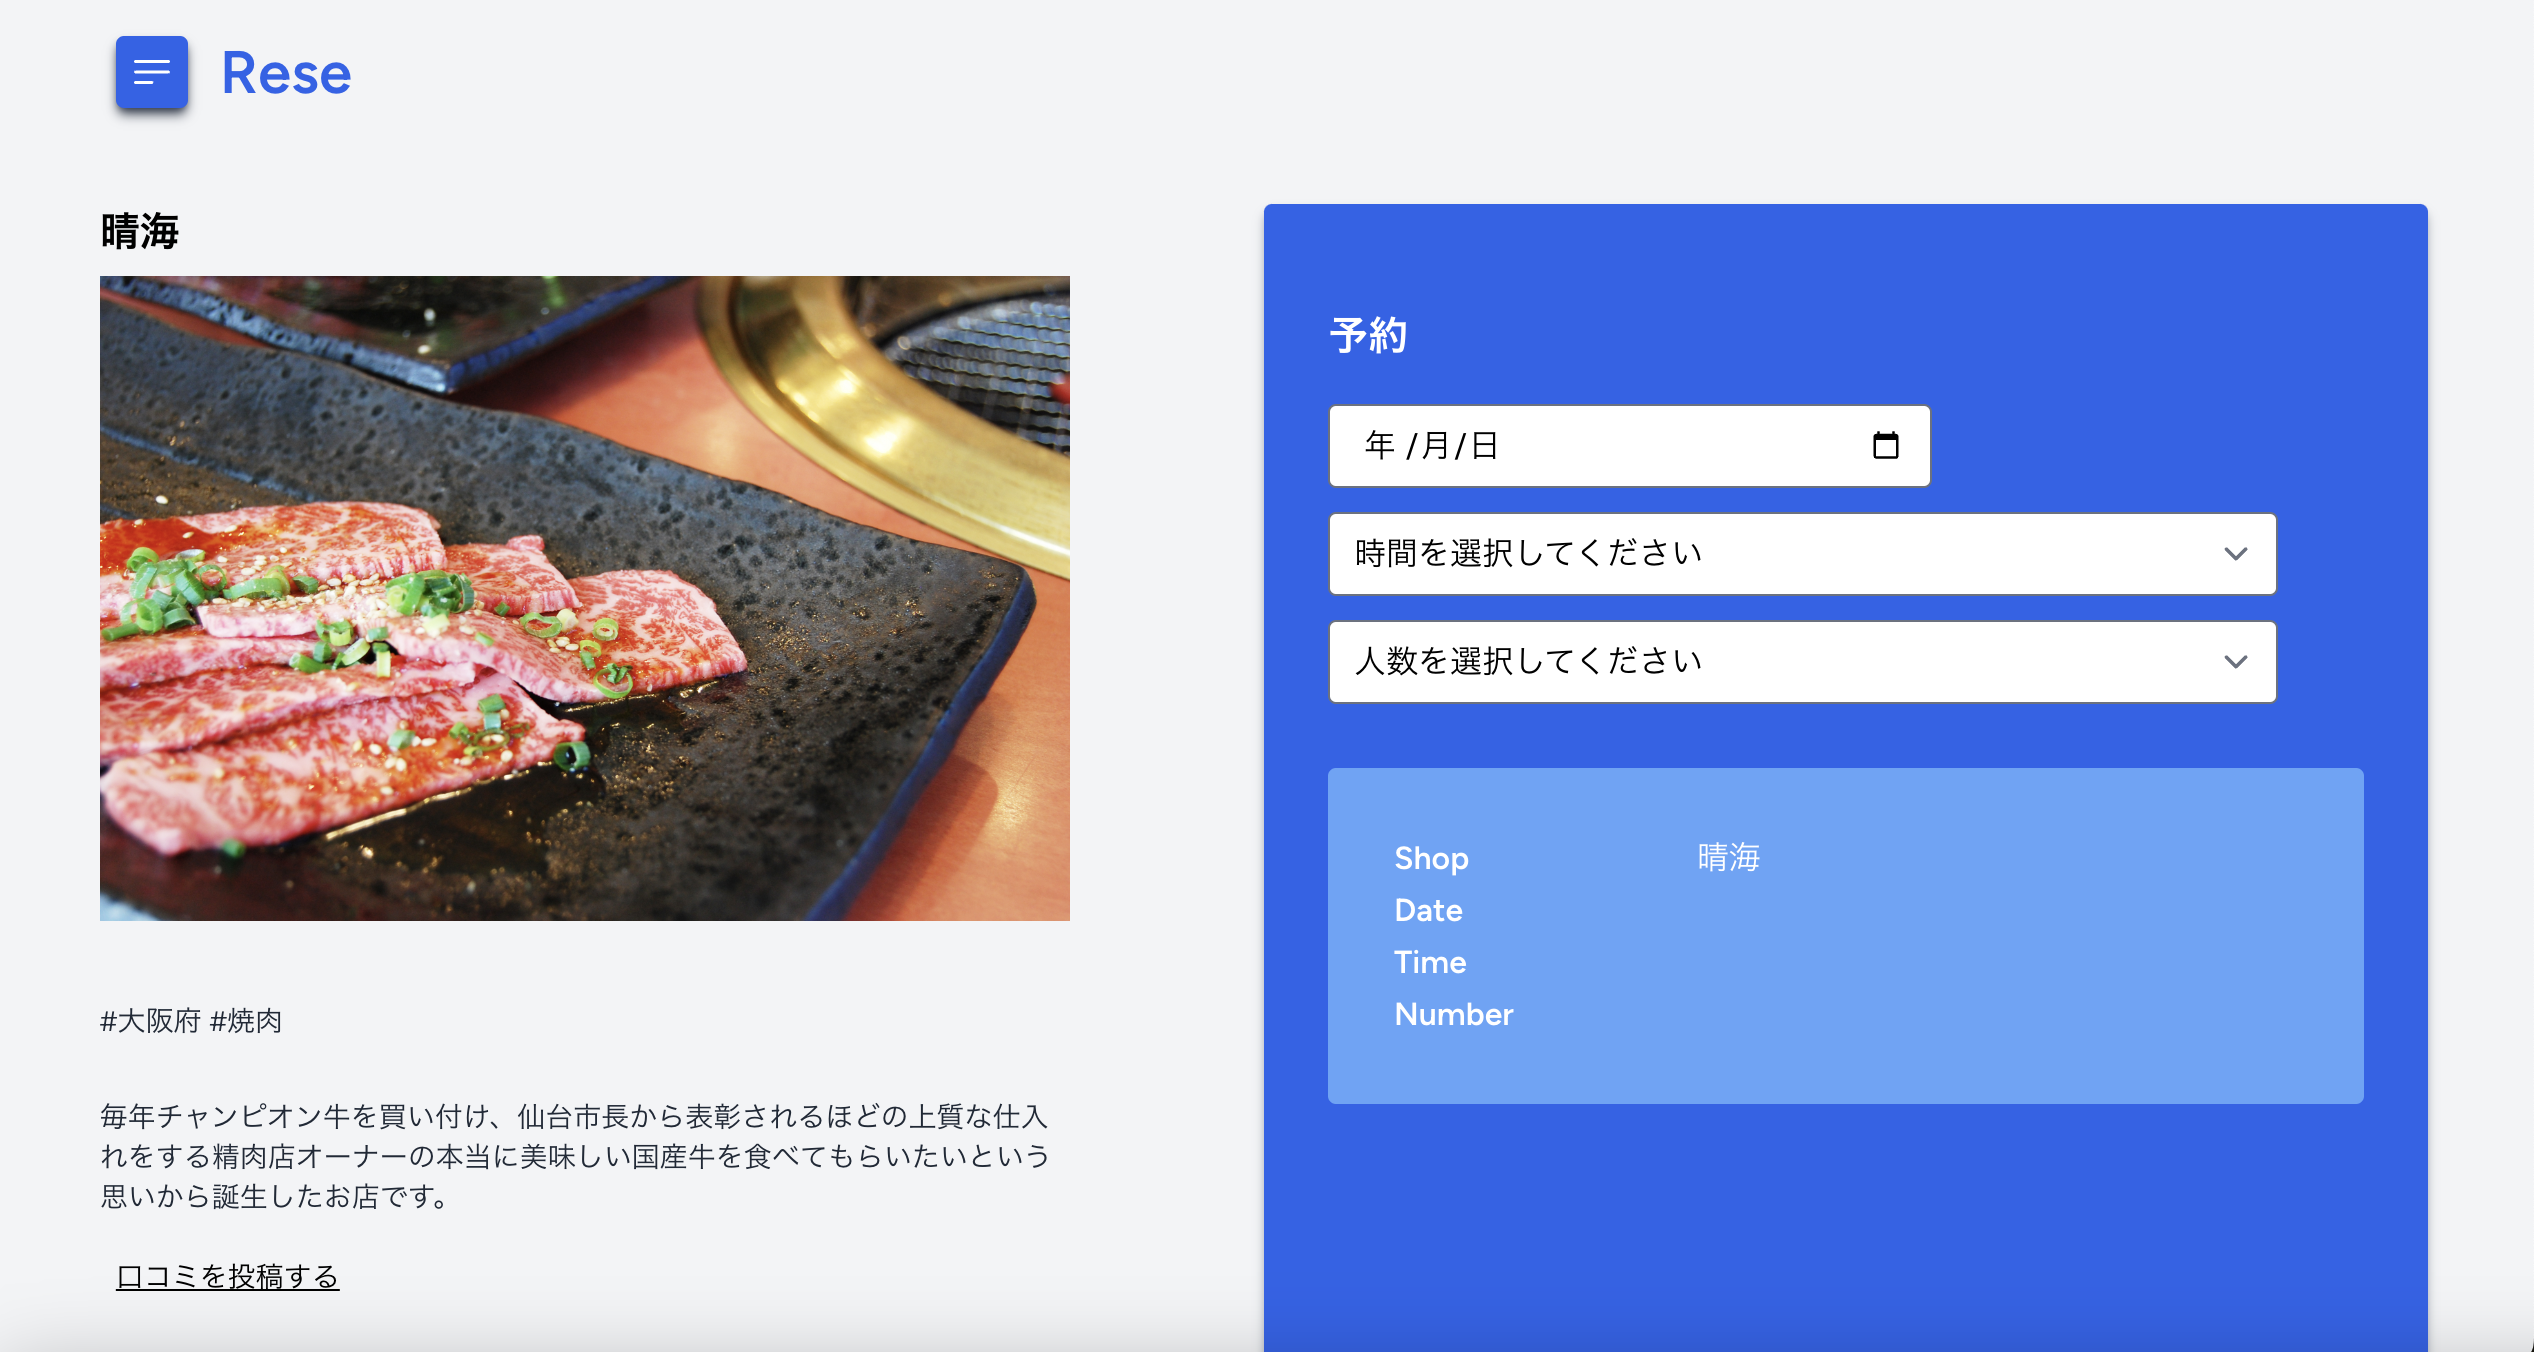 Rese
晴海
#大阪府 #焼肉
毎年チャンピオン牛を買い付け、仙台市長から表彰されるほどの上質な仕入
れをする精肉店オーナーの本当に美味しい国産牛を食べてもらいたいという
思いから誕生したお店です。
口コミを投稿する
予約
年 /月/日
時間を選択してください
人数を選択してください
Shop 晴海
Date
Time
Number